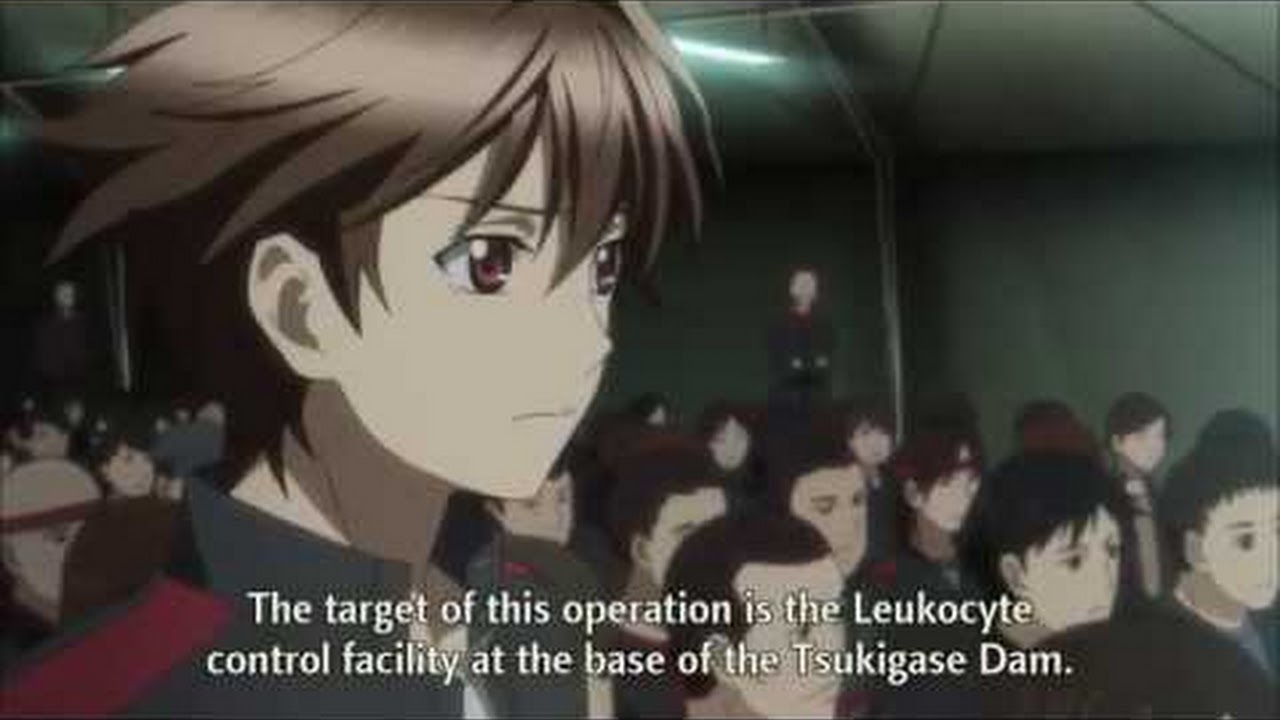 The target of this operation is the Leukocyte
control facility at the base of the Tsukigase Dam.